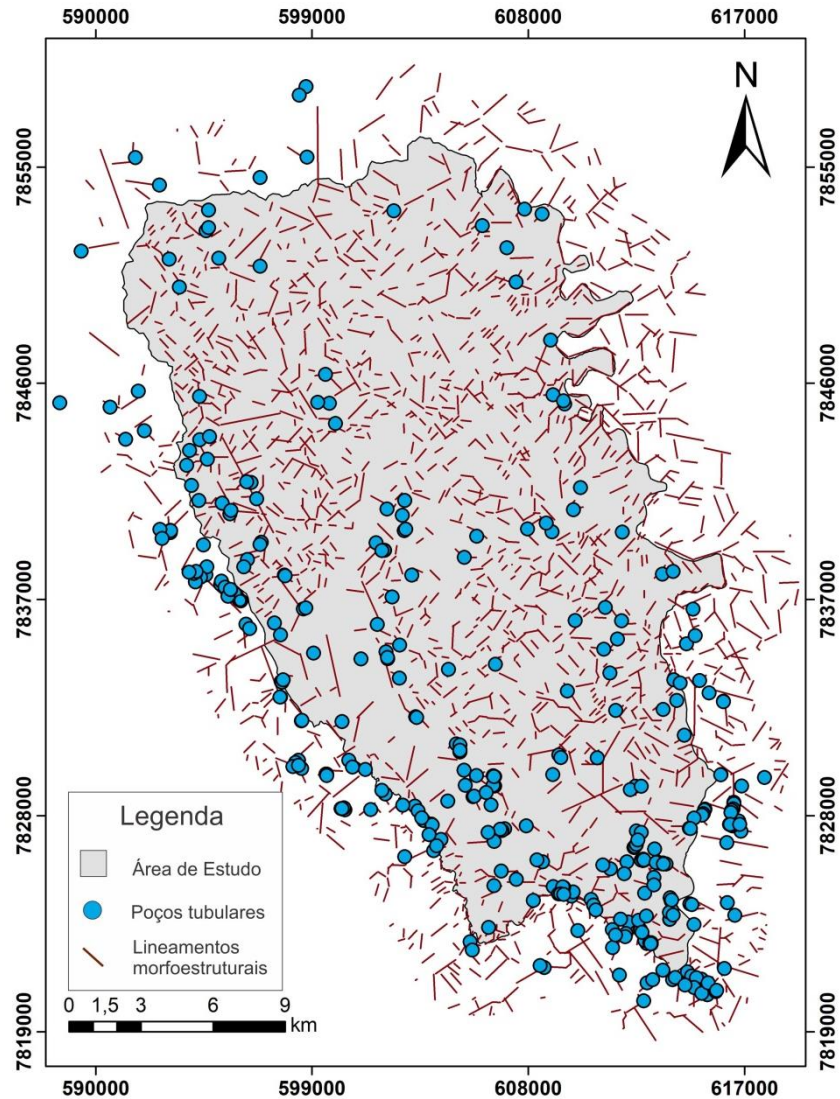 590000 599000 608000 617000
N
7855000 7855000
7846000 7846000
7837000 7837000
7828000 7828000
Legenda
Área de Estudo
Poços tubulares
Lineamentos
morfoestruturais
0 1,5 3 6 9
km
7819000 7819000
590000 599000 608000 617000